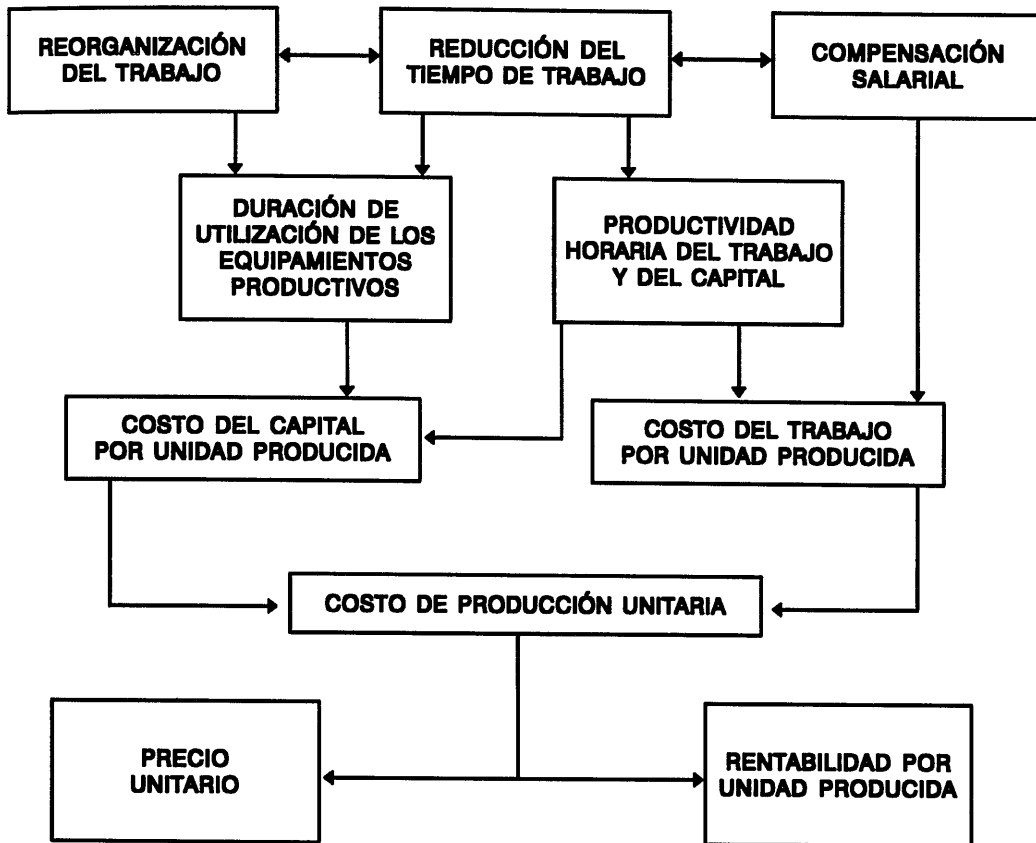 REORGANIZACIÓN
DEL TRABAJO
REDUCCIÓN DEL
TIEMPO DE TRABAJO
COMPENSACIÓN
SALARIAL
DURACIÓN DE
UTILIZACIÓN DE LOS
EQUIPAMIENTOS
PRODUCTIVOS
PRODUCTIVIDAD
HORARIA DEL TRABAJO
Y DEL CAPITAL
COSTO DEL CAPITAL
POR UNIDAD PRODUCIDA
COSTO DEL TRABAJO
POR UNIDAD PRODUCIDA
COSTO DE PRODUCCIÓN UNITARIA
PRECIO
UNITARIO
RENTABILIDAD POR
UNIDAD PRODUCIDA